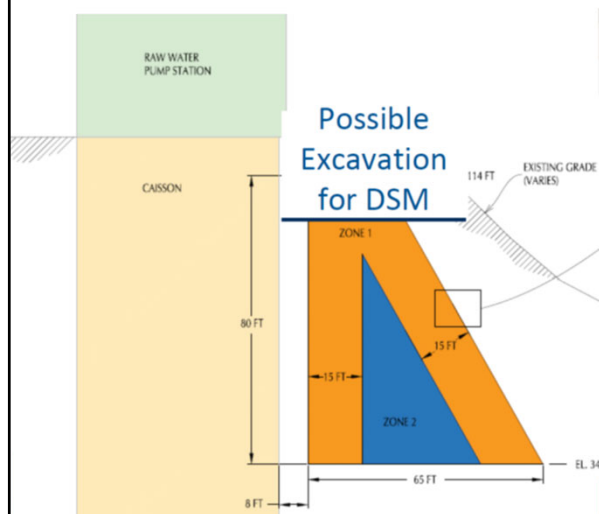 RAW WATER
PUMP STATION
Possible
Excavation
for DSM
114 FT
EXISTING GRADE
(VARIES)
CAISSON
ZONE 1
80 FT
15 FT
15 FT
ZONE 2
EL. 34
65 FT
8 FT